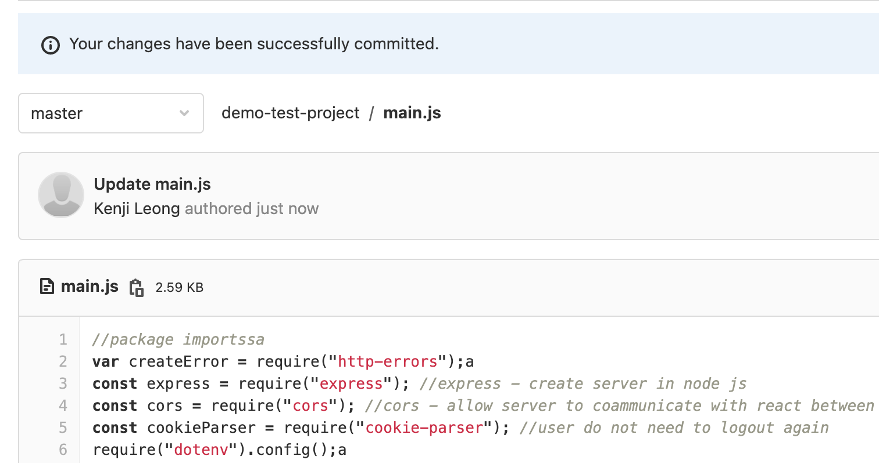 Your changes have been successfully committed.
master
demo-test-project / main.js
Update main.js
Kenji Leong authored just now
main.js 2.59 KB
1 //package importssa
2 var createError = require("http-errors");a
3 const express = require("express"); //express – create server in node js
4 const cors = require("cors"); //cors – allow server to coammunicate with react between
5 const cookieParser = require("cookie-parser"); //user do not need to logout again
6 require("dotenv").config();a